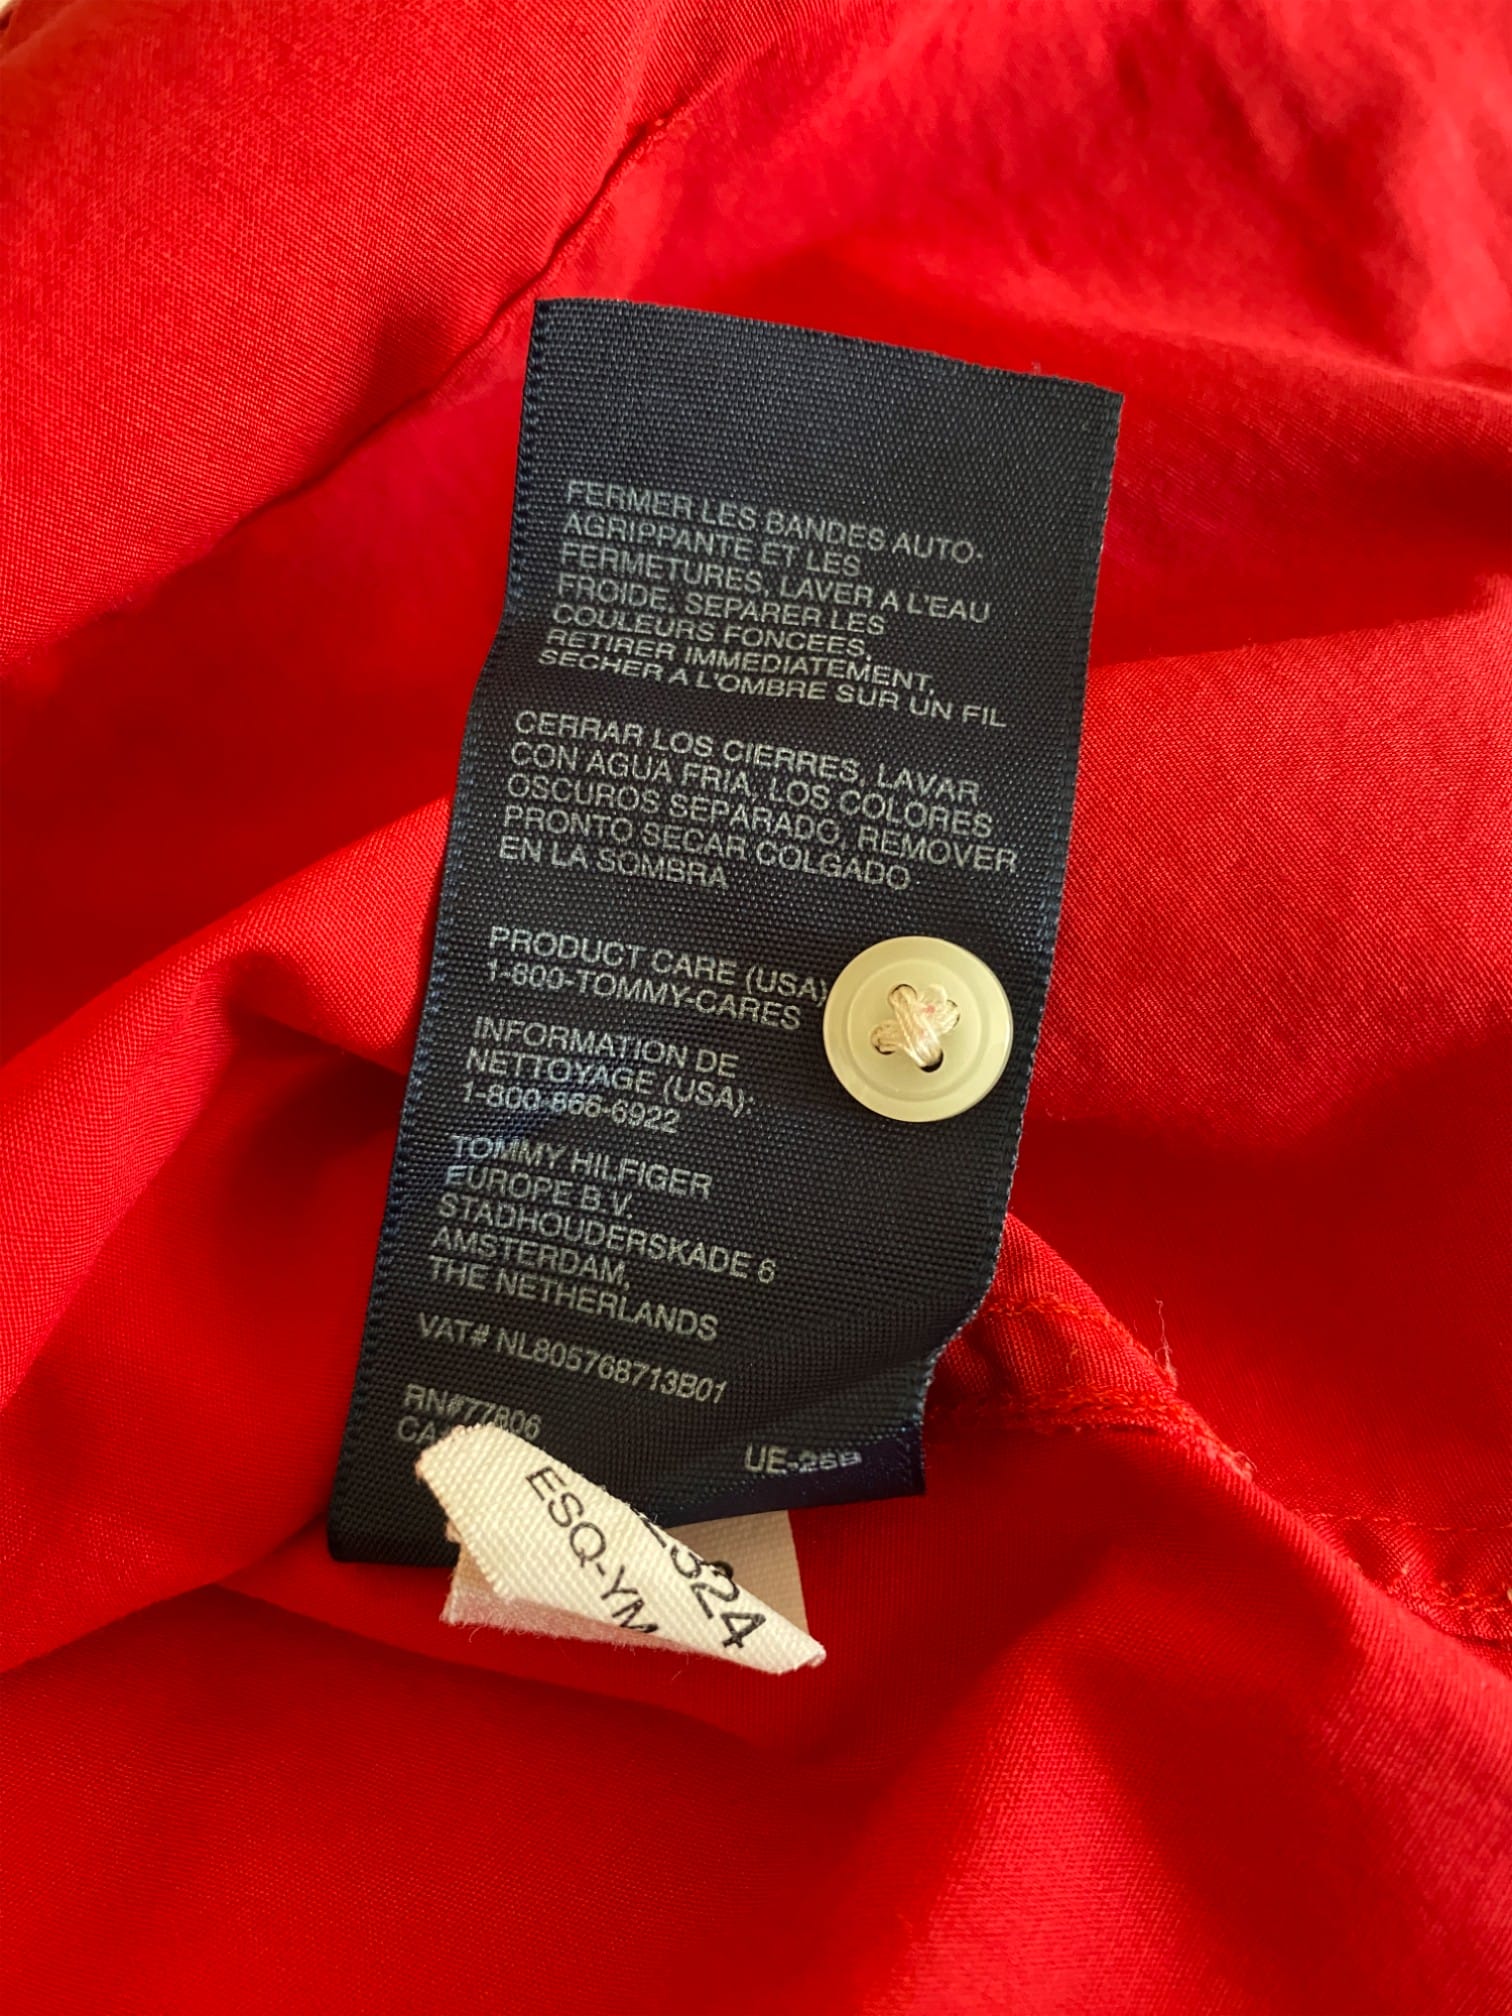 FERMER LES BANDES AUTO-
AGRIPPANTE ET LES
FERMETURES, LAVER A L'EAU
FROIDE, SEPARER LES
COULEURS FONCEES,
RETIRER IMMEDIATEMENT,
SECHER A L'OMBRE SUR UN FIL
CERRAR LOS CIERRES, LAVAR
CON AGUA FRIA, LOS COLORES
OSCUROS SEPARADO, REMOVER
PRONTO SECAR COLGADO
EN LA SOMBRA
PRODUCT CARE (USA)
1-800-TOMMY-CARES
INFORMATION DE
NETTOYAGE (USA):
1-800-866-6922
TOMMY HILFIGER
EUROPE B.V.
STADHOUDERSKADE 6
AMSTERDAM,
THE NETHERLANDS
VAT# NL805768713B01
RN#77806
UE-25B
ESQ-YM